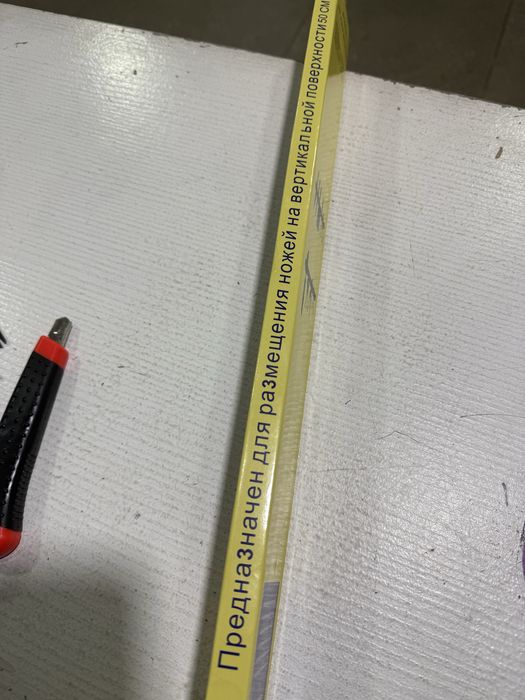 Предназначен для размещения ножей на вертикальной поверхности 50 СМ